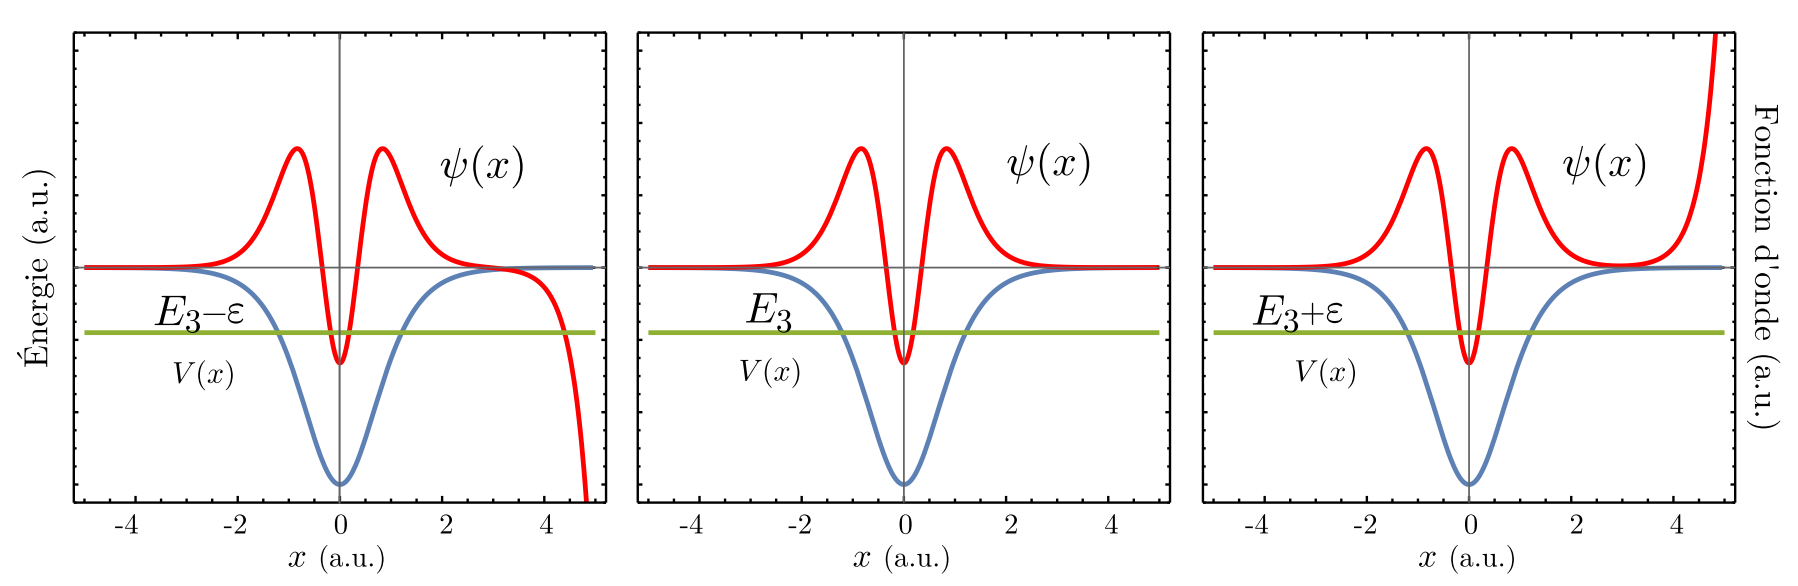 Énergie (a.u.)
ψ(x)
E₃−ε
V(x)
-4 -2 0 2 4
x (a.u.)
ψ(x)
E₃
V(x)
-4 -2 0 2 4
x (a.u.)
ψ(x)
E₃+ε
V(x)
-4 -2 0 2 4
x (a.u.)
Fonction d'onde (a.u.)